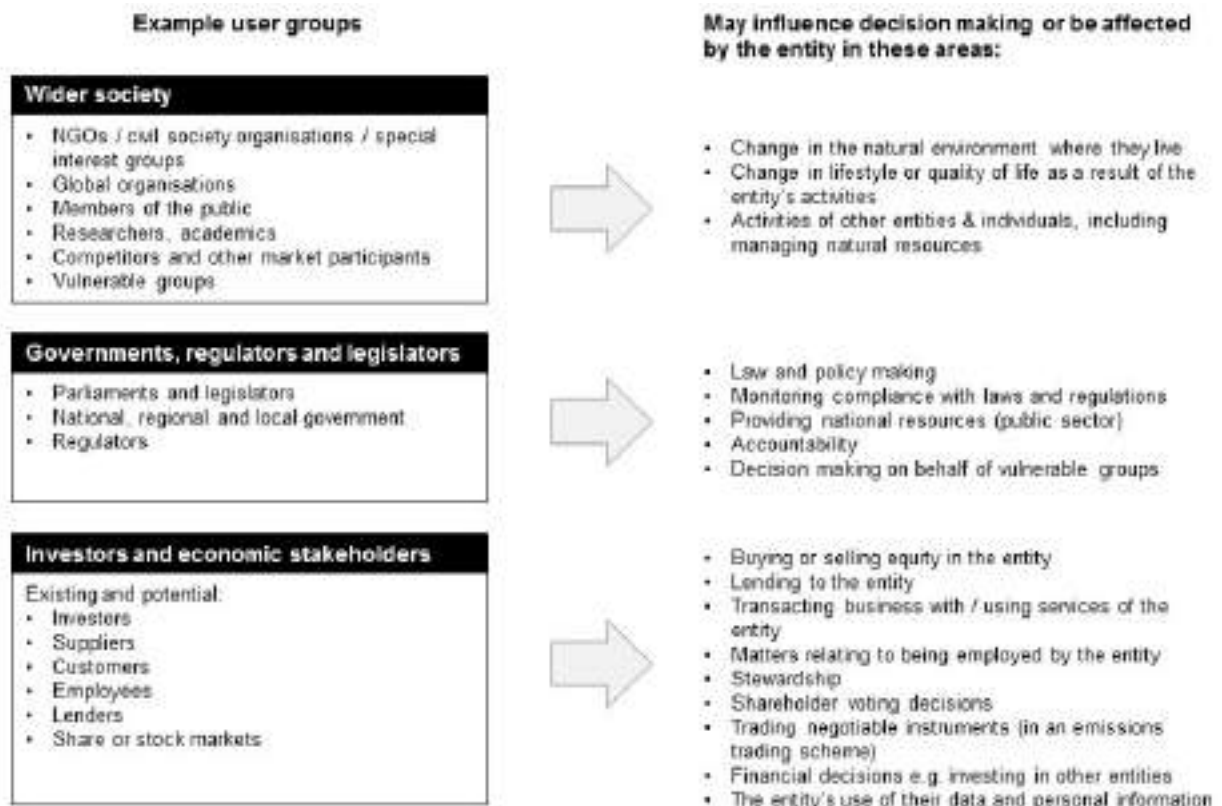 Example user groups
May influence decision making or be affected
by the entity in these areas:
Wider society
• NGOs / civil society organisations / special
interest groups
• Global organisations
• Members of the public
• Researchers, academics
• Competitors and other market participants
• Vulnerable groups
• Change in the natural environment where they live
• Change in lifestyle or quality of life as a result of the
entity's activities
• Activities of other entities & individuals, including
managing natural resources
Governments, regulators and legislators
• Parliaments and legislators
• National, regional and local government
• Regulators
• Law and policy making
• Monitoring compliance with laws and regulations
• Providing national resources (public sector)
• Accountability
• Decision making on behalf of vulnerable groups
Investors and economic stakeholders
Existing and potential:
• Investors
• Suppliers
• Customers
• Employees
• Lenders
• Share or stock markets
• Buying or selling equity in the entity
• Lending to the entity
• Transacting business with / using services of the
entity
• Matters relating to being employed by the entity
• Stewardship
• Shareholder voting decisions
• Trading negotiable instruments (in an emissions
trading scheme)
• Financial decisions e.g. investing in other entities
• The entity's use of their data and personal information